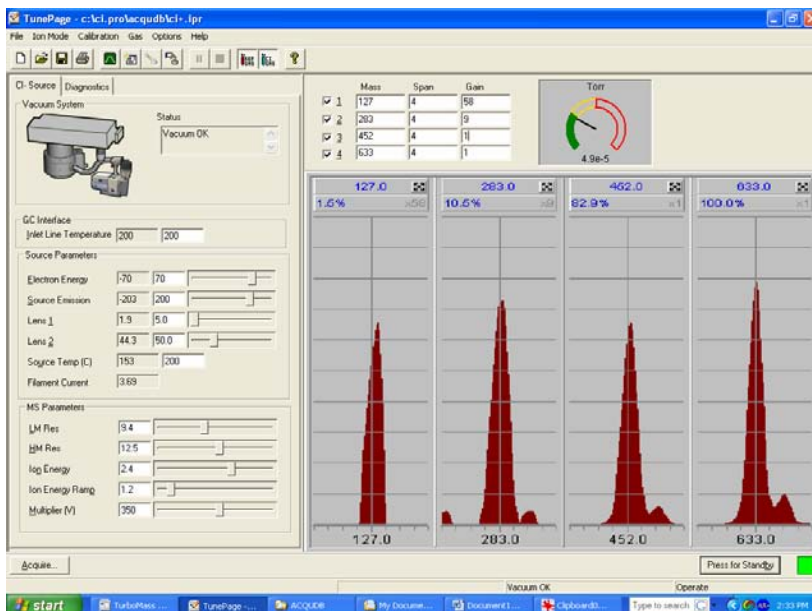 TunePage - c:\ci.pro\acqudb\ci+.ipr
File Ion Mode Calibration Gas Options Help
CI- Source Diagnostics
Vacuum System
Status
Vacuum OK
GC Interface
Inlet Line Temperature 200 200
Source Parameters
Electron Energy -70 70
Source Emission -203 200
Lens 1 1.9 5.0
Lens 2 44.3 50.0
Source Temp (C) 153 200
Filament Current 3.69
MS Parameters
LM Res 9.4
HM Res 12.5
Ion Energy 2.4
Ion Energy Ramp 1.2
Multiplier (V) 350
Mass Span Gain
1 127 4 58
2 283 4 9
3 452 4 1
4 633 4 1
Torr
4.9e-5
127.0 283.0 452.0 633.0
1.5% x58 10.5% x9 82.9% x1 100.0% x1
127.0 283.0 452.0 633.0
Acquire... Press for Standby
Vacuum OK Operate
start TurboMass ... TunePage -... ACQUDB My Docume... Document1... Clipboard3... Type to search 2:33 PM